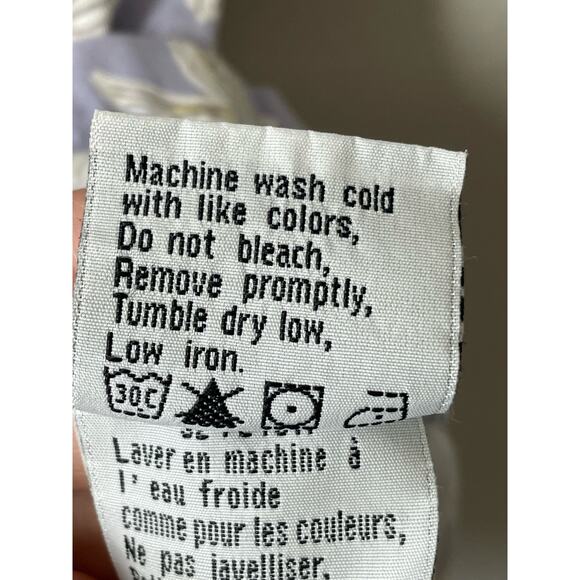 Machine wash cold
with like colors,
Do not bleach,
Remove promptly,
Tumble dry low,
Low iron.
30C
Laver en machine à
l' eau froide
comme pour les couleurs,
Ne pas javelliser.